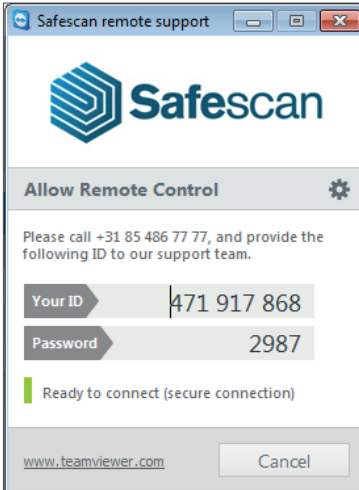 Safescan remote support
Safescan
Allow Remote Control
Please call +31 85 486 77 77, and provide the
following ID to our support team.
Your ID 471 917 868
Password 2987
Ready to connect (secure connection)
www.teamviewer.com Cancel